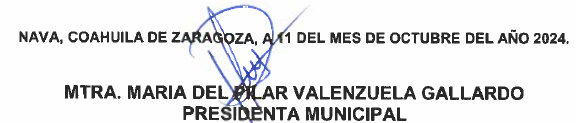 NAVA, COAHUILA DE ZARAGOZA, A 11 DEL MES DE OCTUBRE DEL AÑO 2024.
MTRA. MARIA DEL PILAR VALENZUELA GALLARDO
PRESIDENTA MUNICIPAL